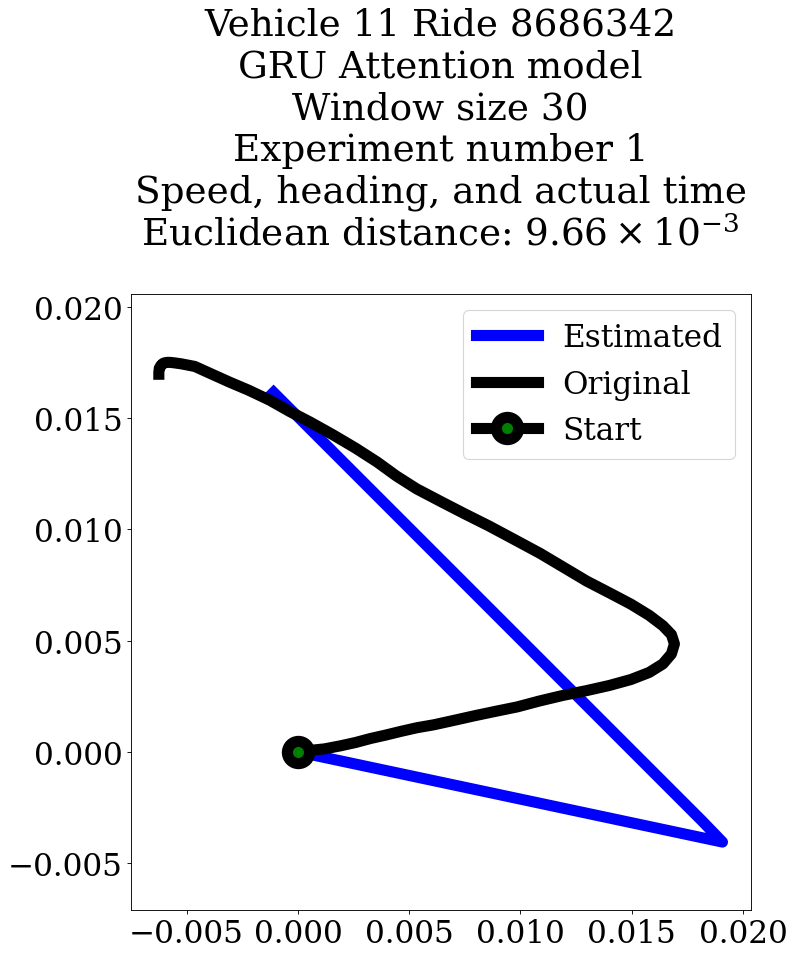 Vehicle 11 Ride 8686342
GRU Attention model
Window size 30
Experiment number 1
Speed, heading, and actual time
Euclidean distance: 9.66 × 10⁻³
0.020
0.015
0.010
0.005
0.000
−0.005
Estimated
Original
Start
−0.005 0.000 0.005 0.010 0.015 0.020